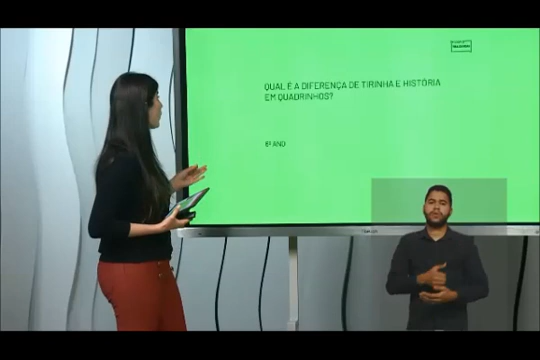 QUAL É A DIFERENÇA DE TIRINHA E HISTÓRIA
EM QUADRINHOS?
6º ANO